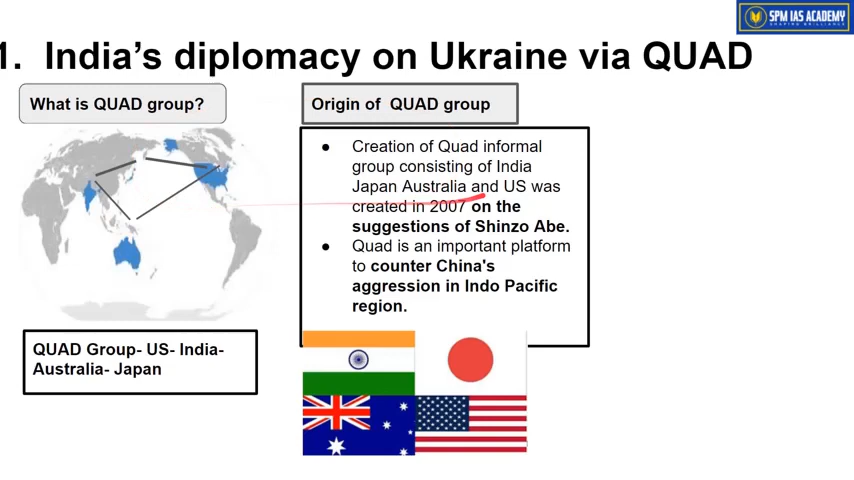 SPM IAS ACADEMY
SHAPING BRILLIANCE
1. India's diplomacy on Ukraine via QUAD
What is QUAD group?
Origin of QUAD group
● Creation of Quad informal
group consisting of India
Japan Australia and US was
created in 2007 on the
suggestions of Shinzo Abe.
● Quad is an important platform
to counter China's
aggression in Indo Pacific
region.
QUAD Group- US- India-
Australia- Japan